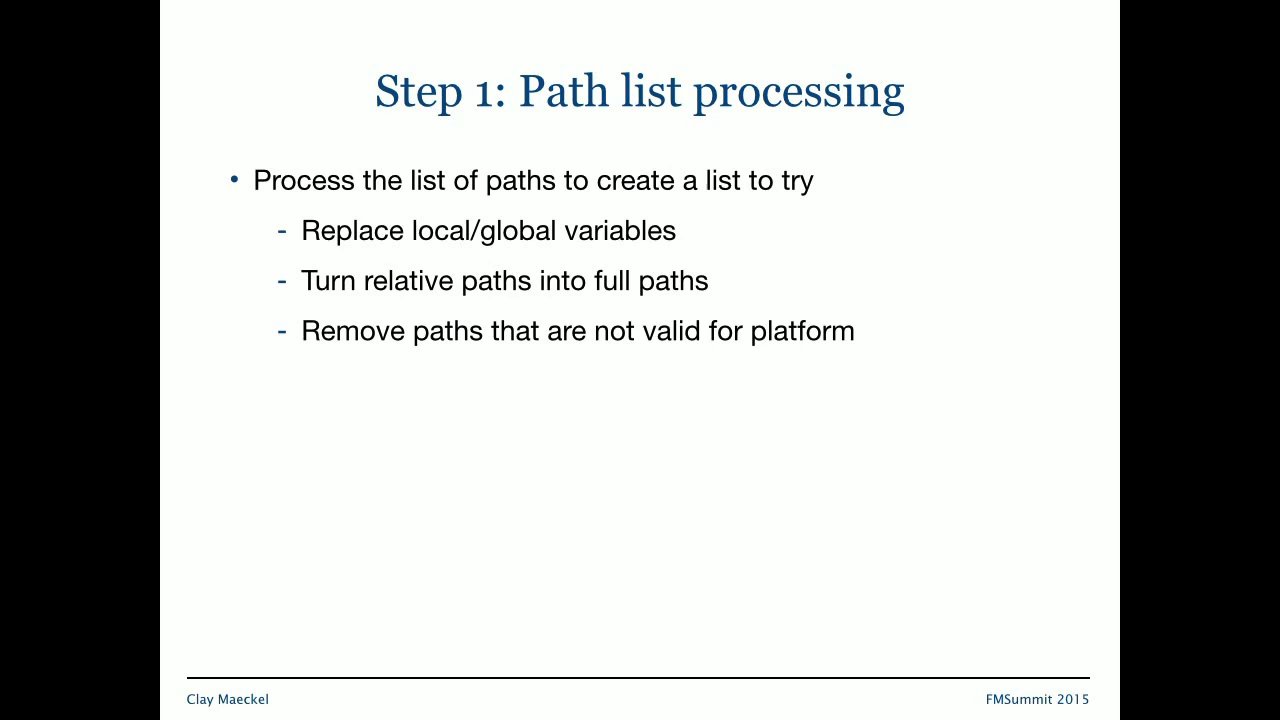 Step 1: Path list processing
• Process the list of paths to create a list to try
- Replace local/global variables
- Turn relative paths into full paths
- Remove paths that are not valid for platform
Clay Maeckel
FMSummit 2015